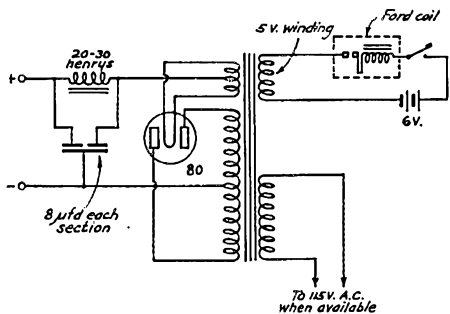 Ford coil
5 V. winding
20-30
henrys
+
6V.
80
-
8 μfd each
section
To 115 V. A.C.
when available